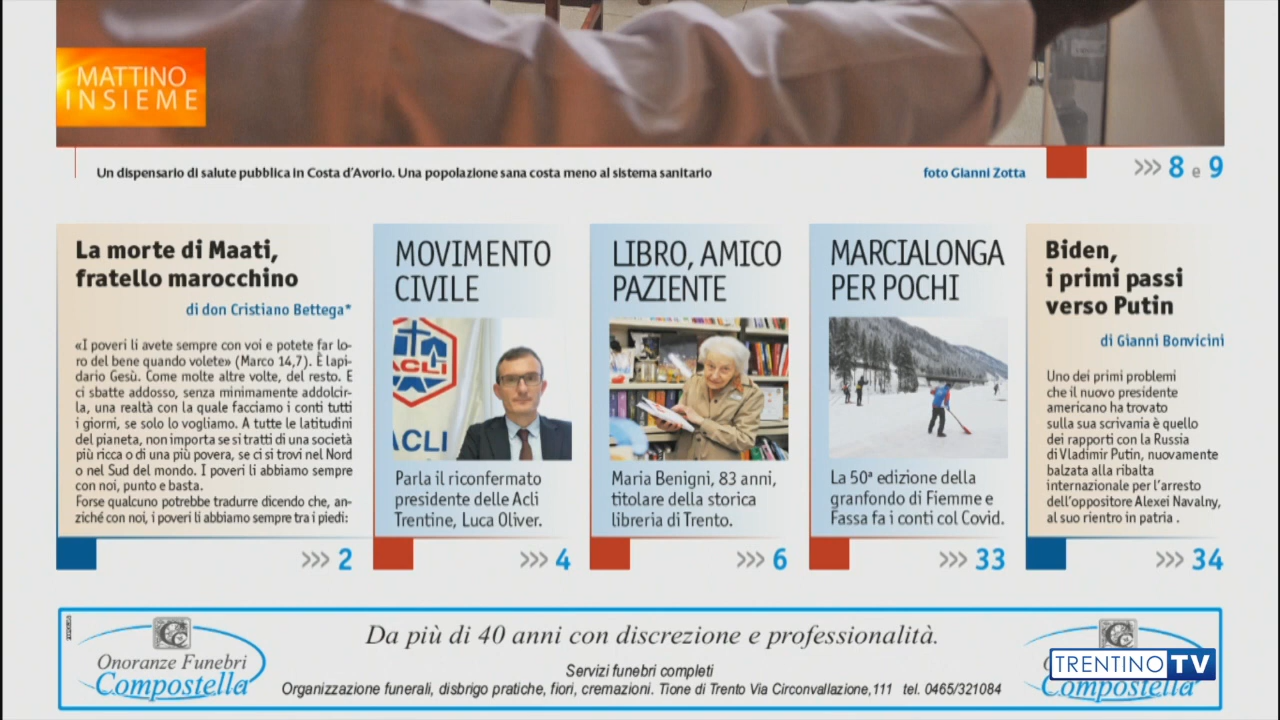 MATTINO
INSIEME
Un dispensario di salute pubblica in Costa d'Avorio. Una popolazione sana costa meno al sistema sanitario
foto Gianni Zotta
>>> 8 e 9
La morte di Maati,
fratello marocchino
di don Cristiano Bettega*
«I poveri li avete sempre con voi e potete far lo-
ro del bene quando volete» (Marco 14,7). È lapi-
dario Gesù. Come molte altre volte, del resto. E
ci sbatte addosso, senza minimamente addolcir-
la, una realtà con la quale facciamo i conti tutti
i giorni, se solo lo vogliamo. A tutte le latitudini
del pianeta, non importa se si tratti di una società
più ricca o di una più povera, se ci si trovi nel Nord
o nel Sud del mondo. I poveri li abbiamo sempre
con noi, punto e basta.
Forse qualcuno potrebbe tradurre dicendo che, an-
ziché con noi, i poveri li abbiamo sempre tra i piedi:
>>> 2
MOVIMENTO
CIVILE
ACLI
ACLI
Parla il riconfermato
presidente delle Acli
Trentine, Luca Oliver.
>>> 4
LIBRO, AMICO
PAZIENTE
Maria Benigni, 83 anni,
titolare della storica
libreria di Trento.
>>> 6
MARCIALONGA
PER POCHI
La 50ª edizione della
granfondo di Fiemme e
Fassa fa i conti col Covid.
>>> 33
Biden,
i primi passi
verso Putin
di Gianni Bonvicini
Uno dei primi problemi
che il nuovo presidente
americano ha trovato
sulla sua scrivania è quello
dei rapporti con la Russia
di Vladimir Putin, nuovamente
balzata alla ribalta
internazionale per l'arresto
dell'oppositore Alexei Navalny,
al suo rientro in patria .
>>> 34
Onoranze Funebri
Compostella
Da più di 40 anni con discrezione e professionalità.
Servizi funebri completi
Organizzazione funerali, disbrigo pratiche, fiori, cremazioni. Tione di Trento Via Circonvallazione,111 tel. 0465/321084
TRENTINO TV
Compostella